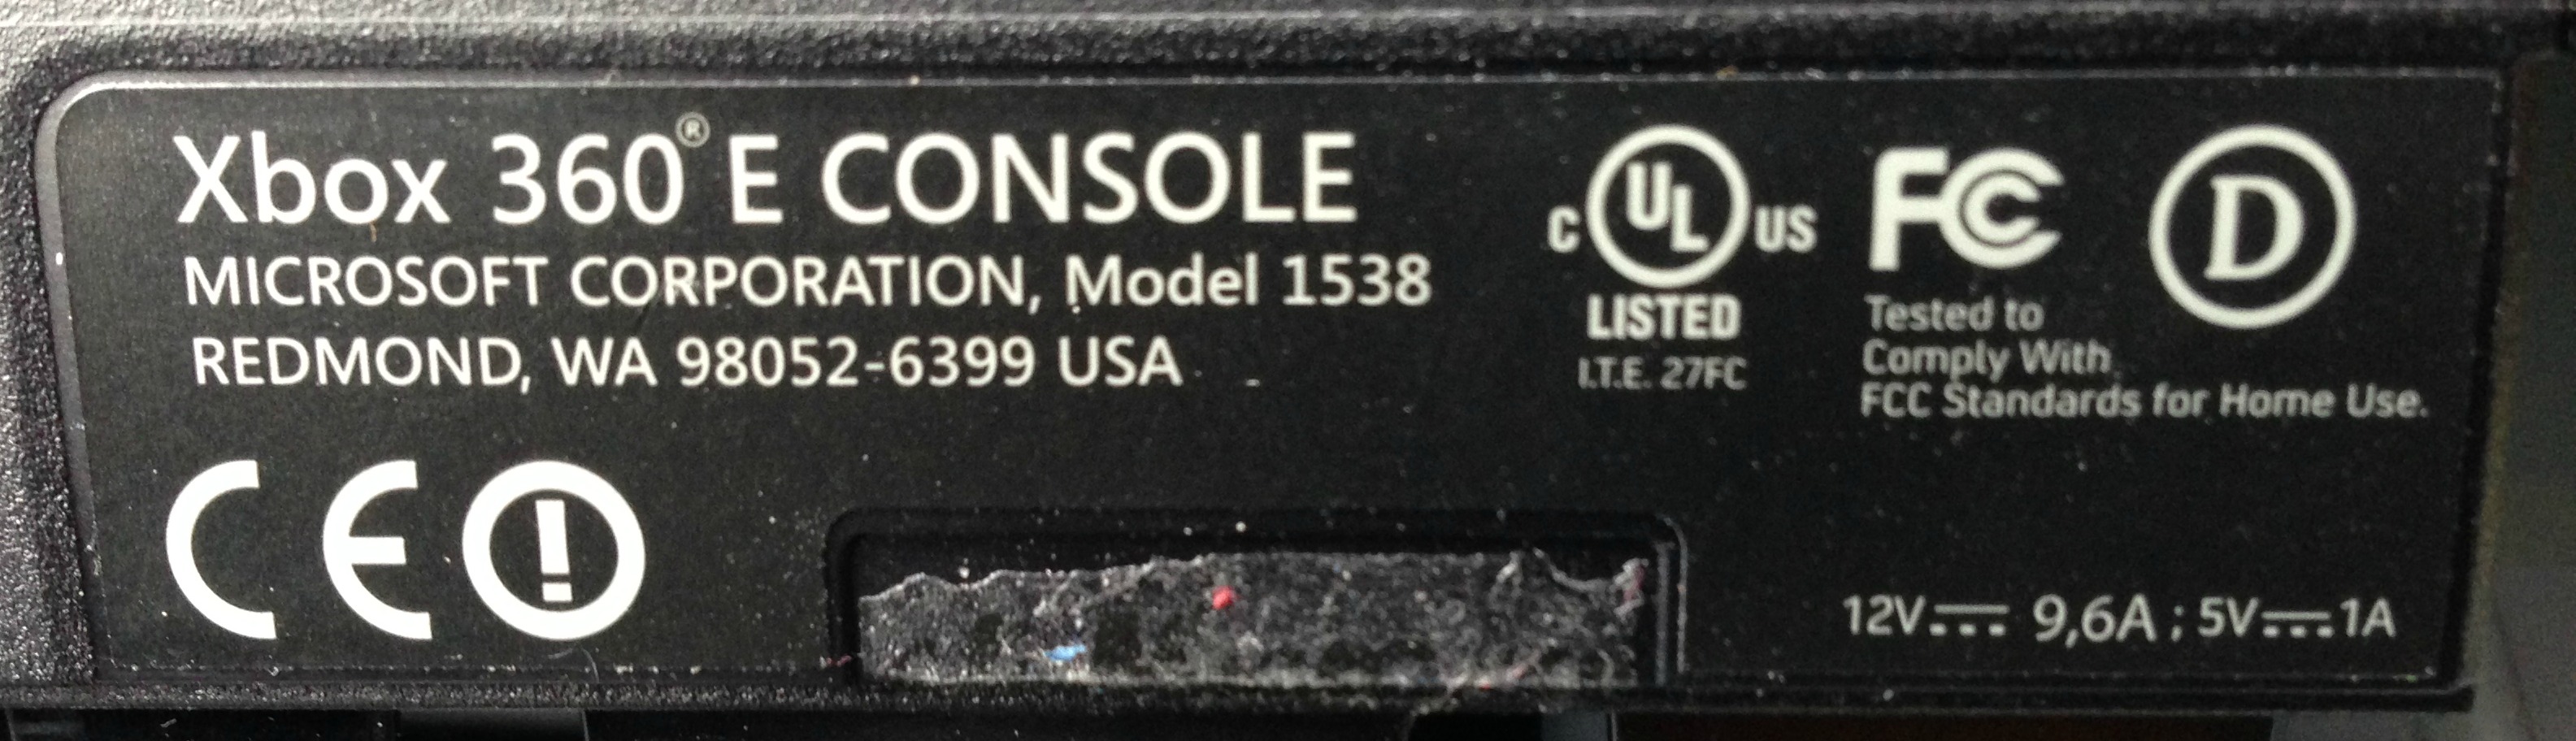 Xbox 360® E CONSOLE
MICROSOFT CORPORATION, Model 1538
REDMOND, WA 98052-6399 USA
C UL US
LISTED
I.T.E. 27FC
FC
Tested to
Comply With
FCC Standards for Home Use.
D
CE
!
12V⎓ 9,6A ; 5V⎓1A